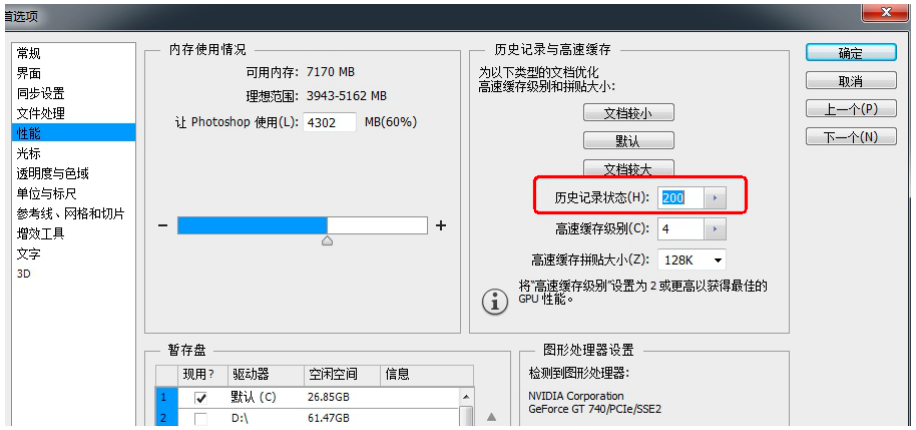 首选项
常规
界面
同步设置
文件处理
性能
光标
透明度与色域
单位与标尺
参考线、网格和切片
增效工具
文字
3D
内存使用情况
可用内存: 7170 MB
理想范围: 3943-5162 MB
让 Photoshop 使用(L): 4302 MB(60%)
- +
历史记录与高速缓存
为以下类型的文档优化
高速缓存级别和拼贴大小:
文档较小
默认
文档较大
历史记录状态(H): 200
高速缓存级别(C): 4
高速缓存拼贴大小(Z): 128K
将“高速缓存级别”设置为 2 或更高以获得最佳的
GPU 性能。
确定
取消
上一个(P)
下一个(N)
暂存盘
现用? 驱动器 空闲空间 信息
1 默认 (C) 26.85GB
2 D:\ 61.47GB
图形处理器设置
检测到图形处理器:
NVIDIA Corporation
GeForce GT 740/PCIe/SSE2